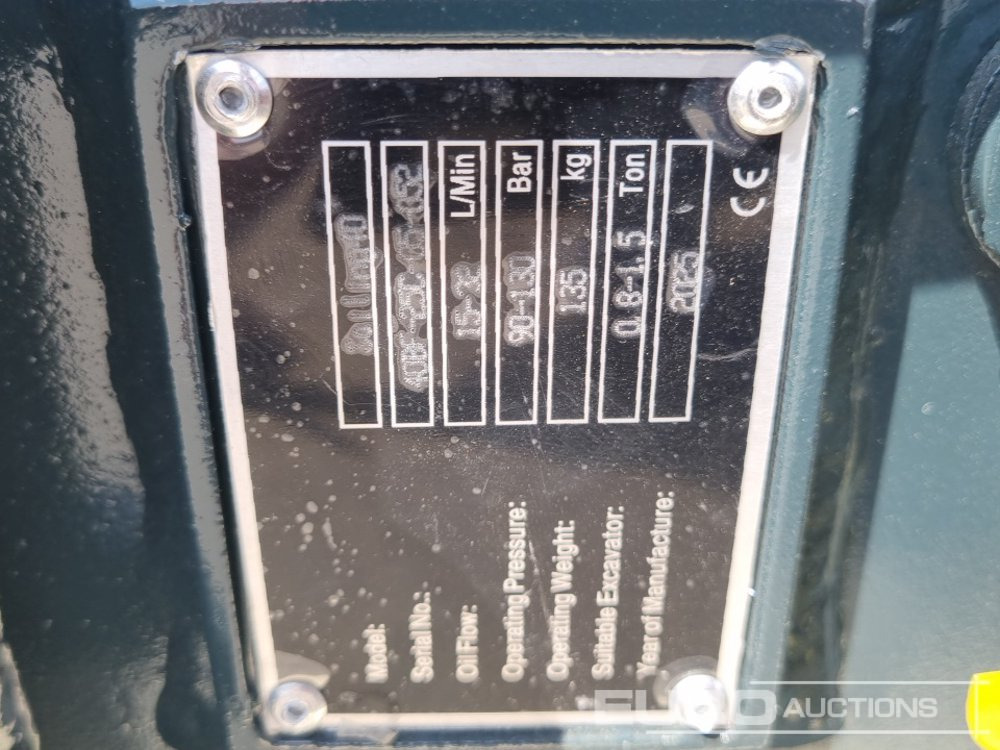 Model:
Serial No.:
Oil Flow: 15-32 L/Min
Operating Pressure: 90-130 Bar
Operating Weight: 135 kg
Suitable Excavator: 0.8-1.5 Ton
Year of Manufacture: 2025
CE
EURO AUCTIONS